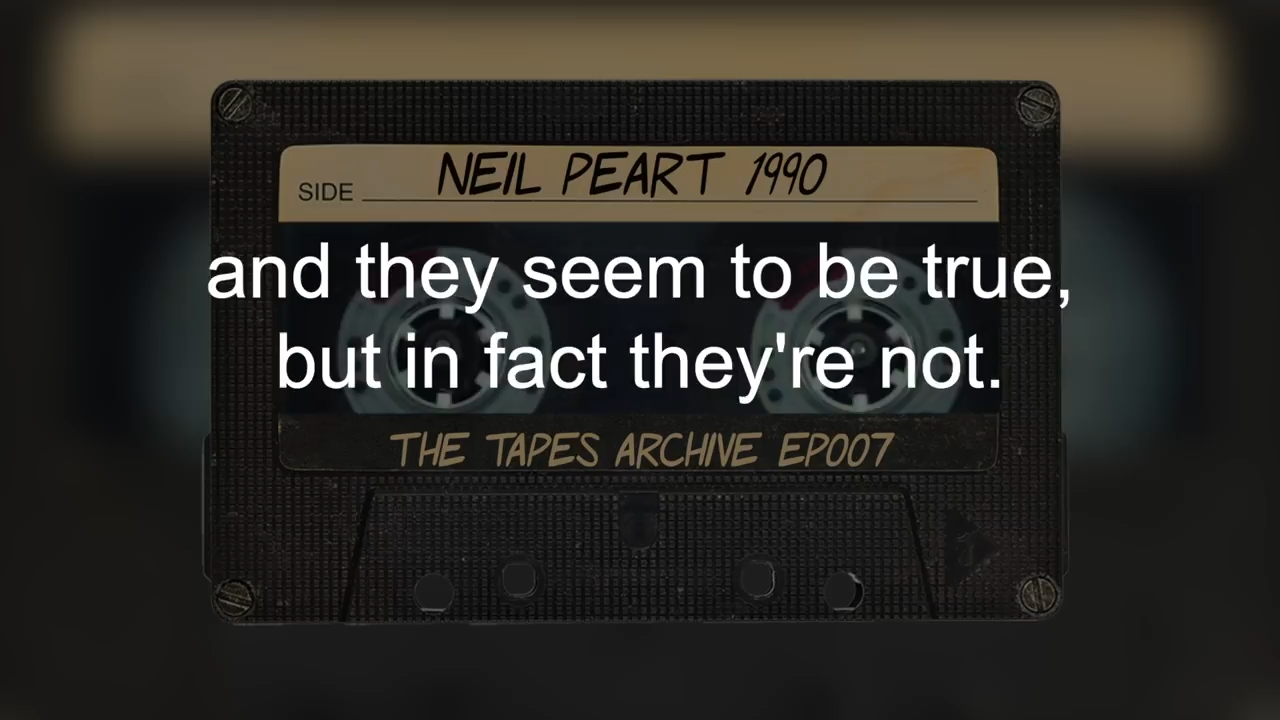 NEIL PEART 1990
SIDE
and they seem to be true,
but in fact they're not.
THE TAPES ARCHIVE EP007